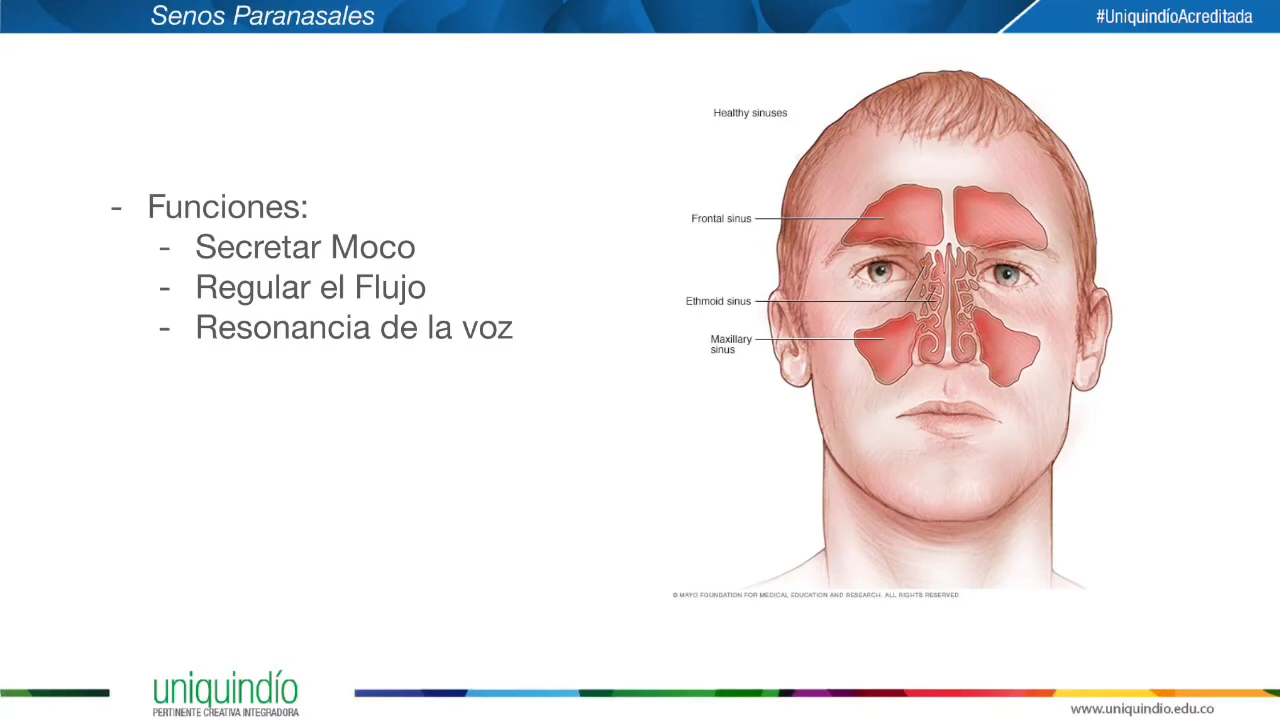 Senos Paranasales
#UniquindíoAcreditada
- Funciones:
- Secretar Moco
- Regular el Flujo
- Resonancia de la voz
Healthy sinuses
Frontal sinus
Ethmoid sinus
Maxillary
sinus
© MAYO FOUNDATION FOR MEDICAL EDUCATION AND RESEARCH. ALL RIGHTS RESERVED
uniquindío
PERTINENTE CREATIVA INTEGRADORA
www.uniquindio.edu.co